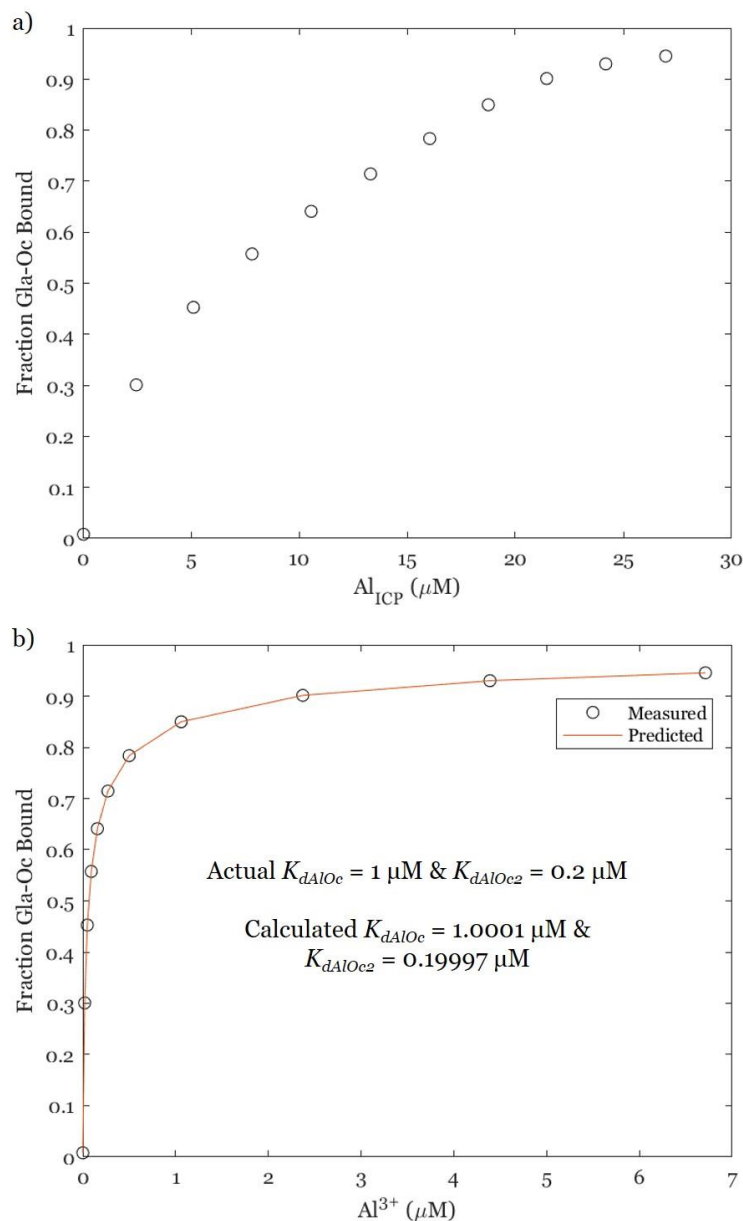 a)
1
0.9
0.8
0.7
0.6
0.5
0.4
0.3
0.2
0.1
0
Fraction Gla-Oc Bound
0 5 10 15 20 25 30
Al_ICP (μM)
b)
1
0.9
0.8
0.7
0.6
0.5
0.4
0.3
0.2
0.1
0
Fraction Gla-Oc Bound
Measured
Predicted
Actual K_dAlOc = 1 μM & K_dAlOc2 = 0.2 μM
Calculated K_dAlOc = 1.0001 μM &
K_dAlOc2 = 0.19997 μM
0 1 2 3 4 5 6 7
Al³⁺ (μM)